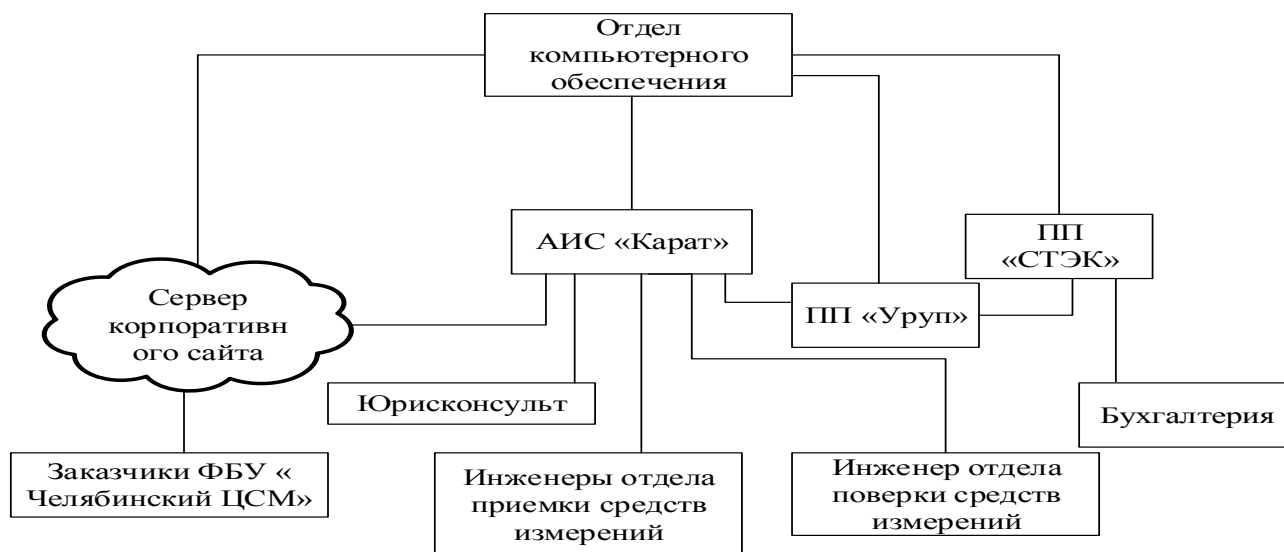 Отдел
компьютерного
обеспечения
АИС «Карат»
ПП
«СТЭК»
Сервер
корпоративн
ого сайта
ПП «Уруп»
Юрисконсульт
Бухгалтерия
Заказчики ФБУ «
Челябинский ЦСМ»
Инженеры отдела
приемки средств
измерений
Инженер отдела
поверки средств
измерений